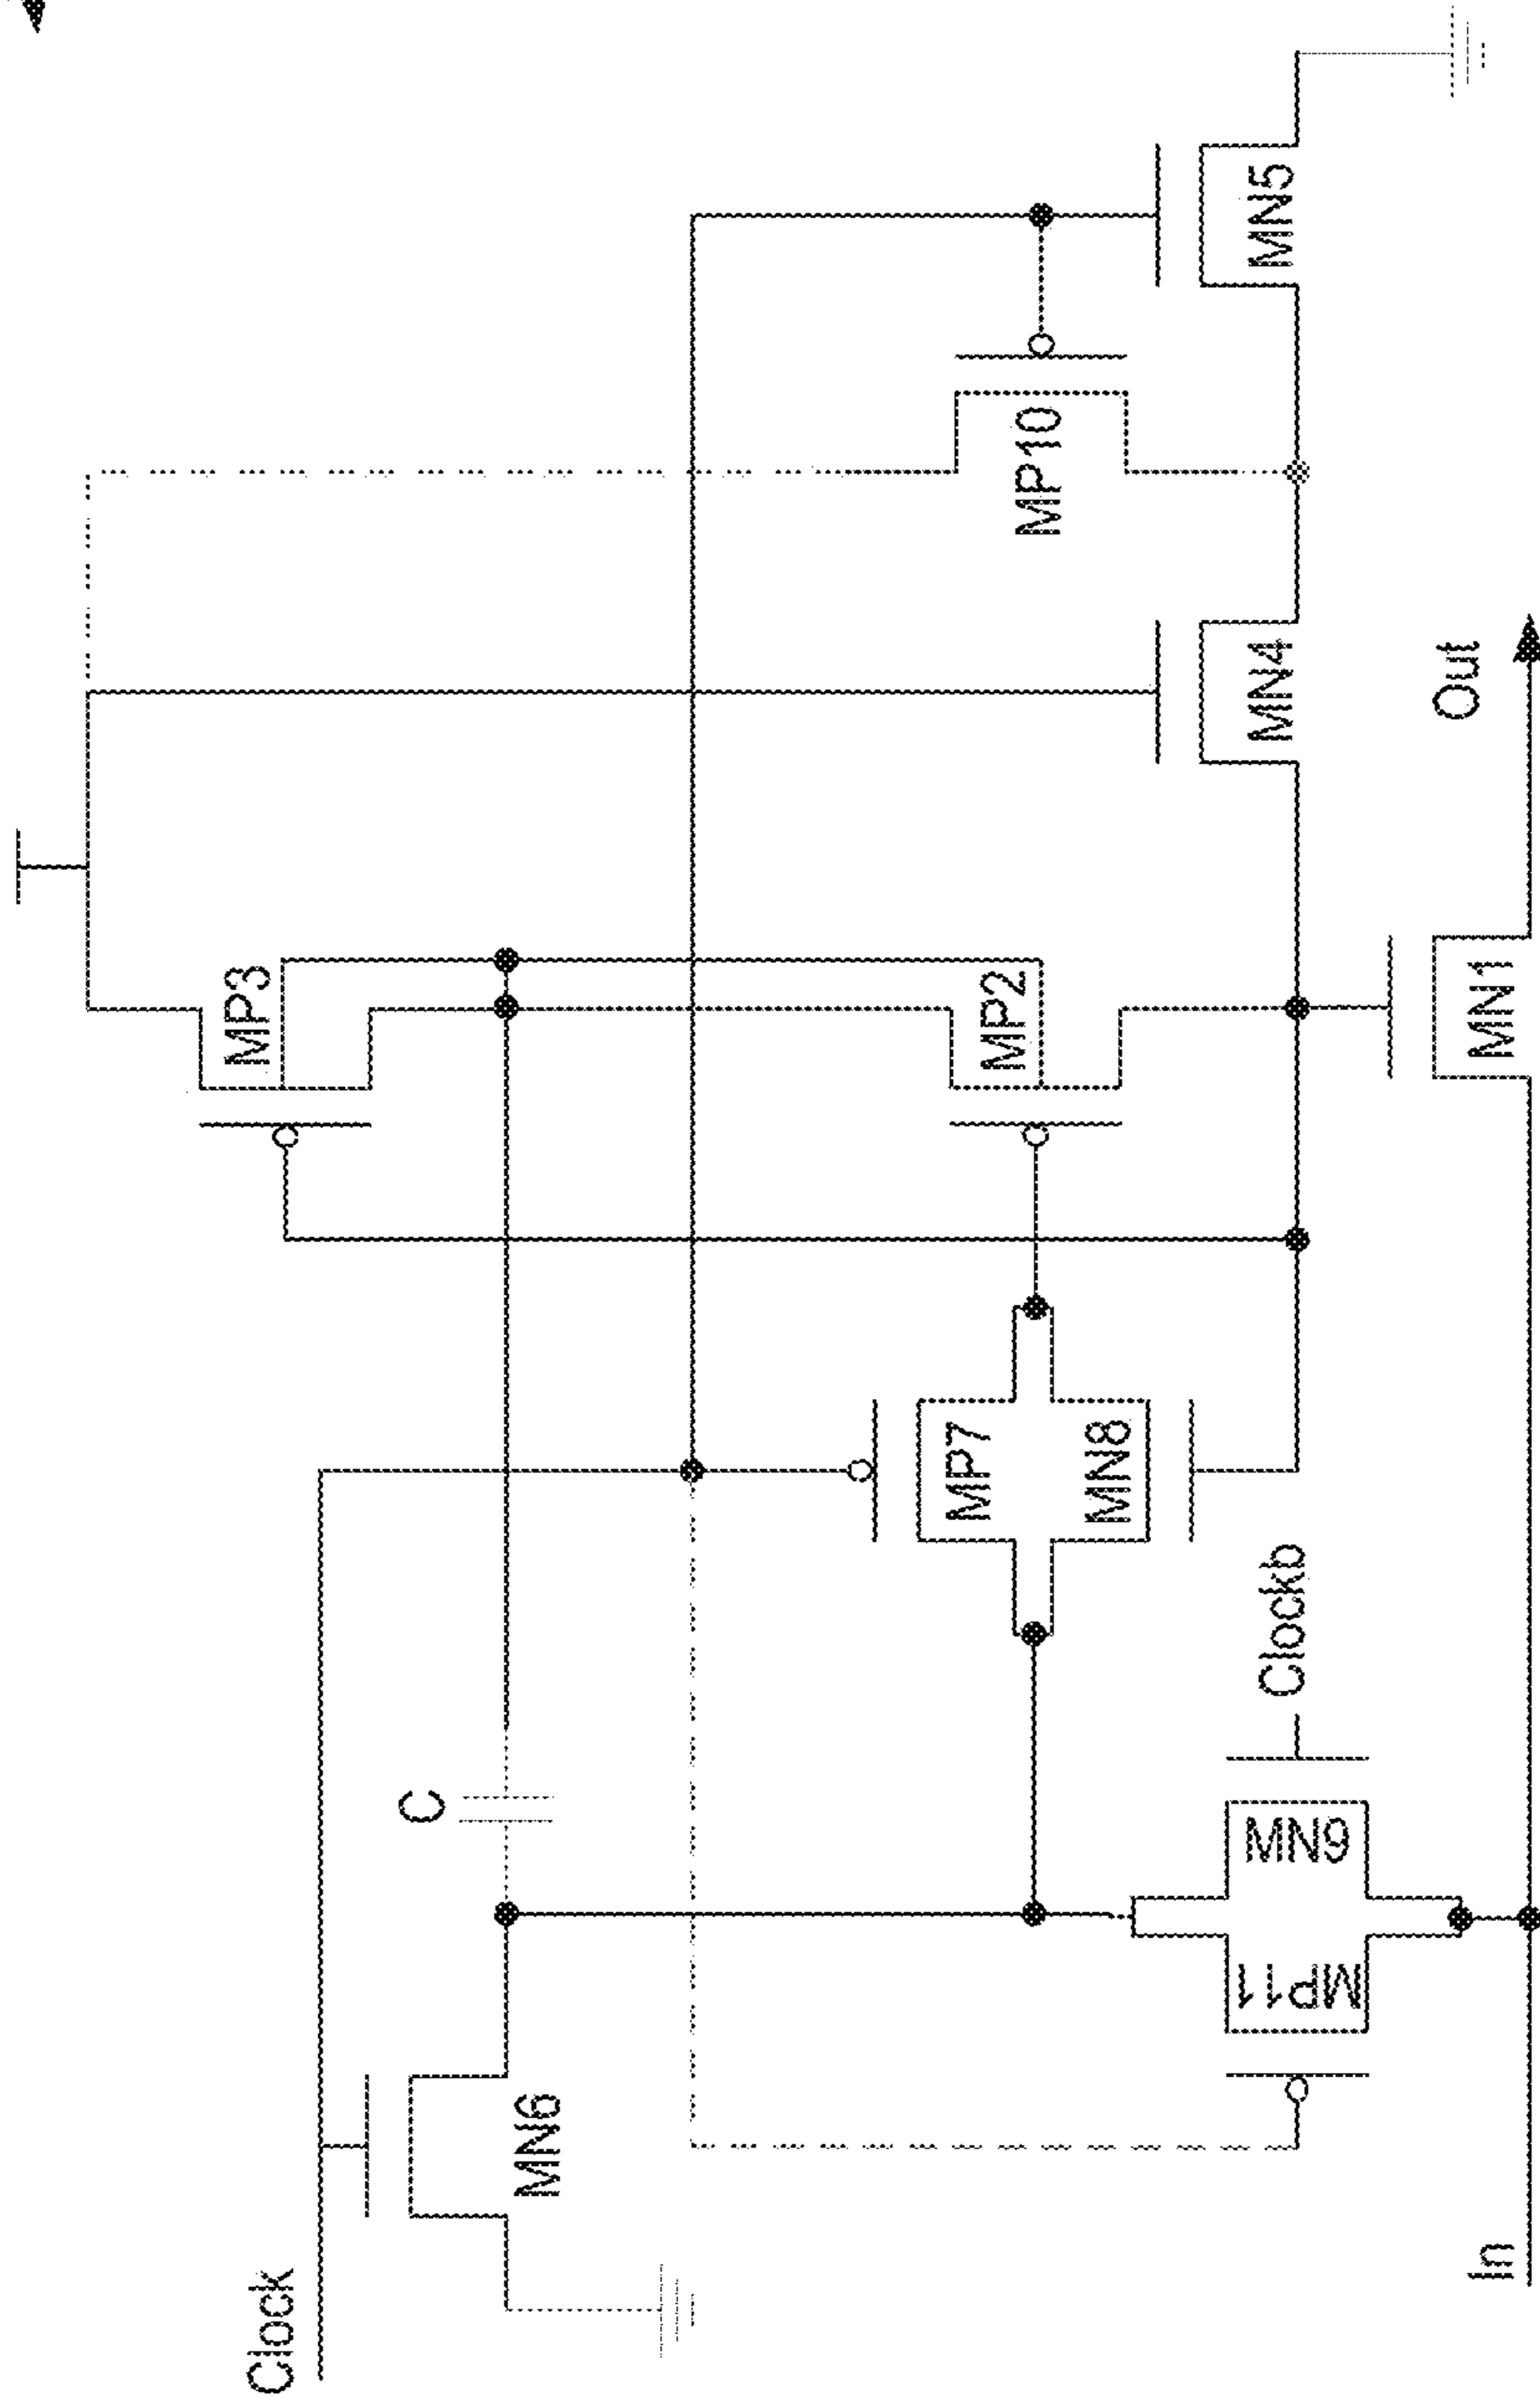 Clock
MN6
C
MP3
MP2
MP7
MN8
MP10
MN4
MN5
MP11
MN9
Clockb
MN1
In
Out